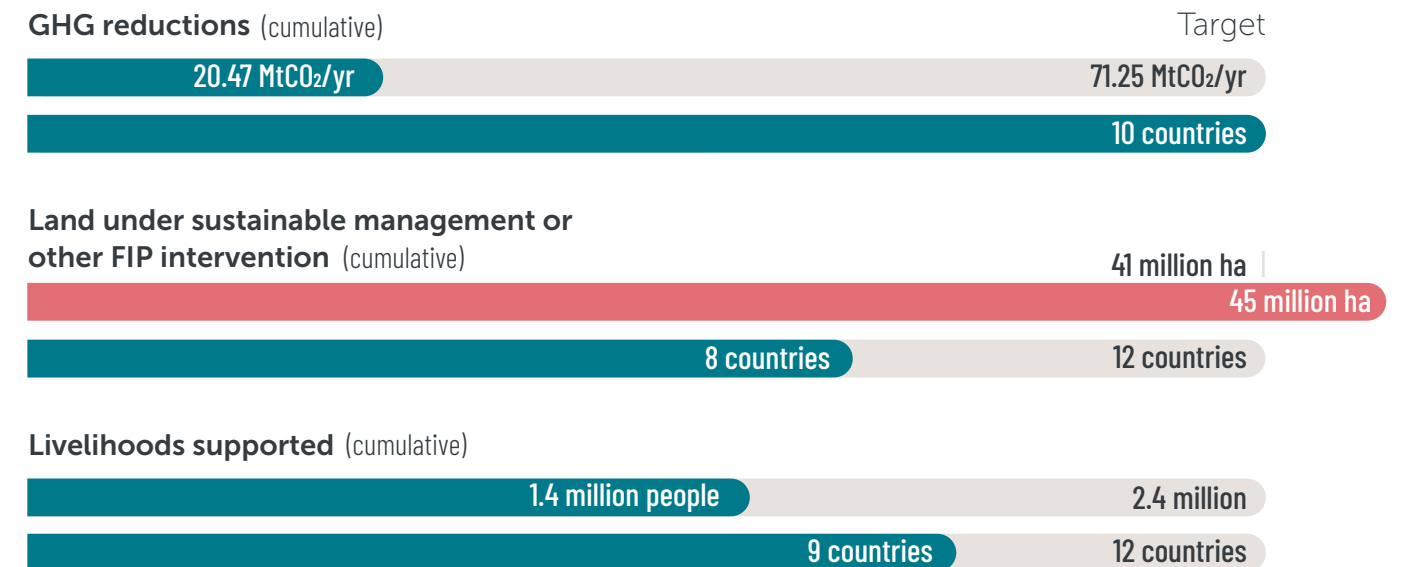 GHG reductions (cumulative) Target
20.47 MtCO₂/yr 71.25 MtCO₂/yr
10 countries
Land under sustainable management or
other FIP intervention (cumulative) 41 million ha
45 million ha
8 countries 12 countries
Livelihoods supported (cumulative)
1.4 million people 2.4 million
9 countries 12 countries